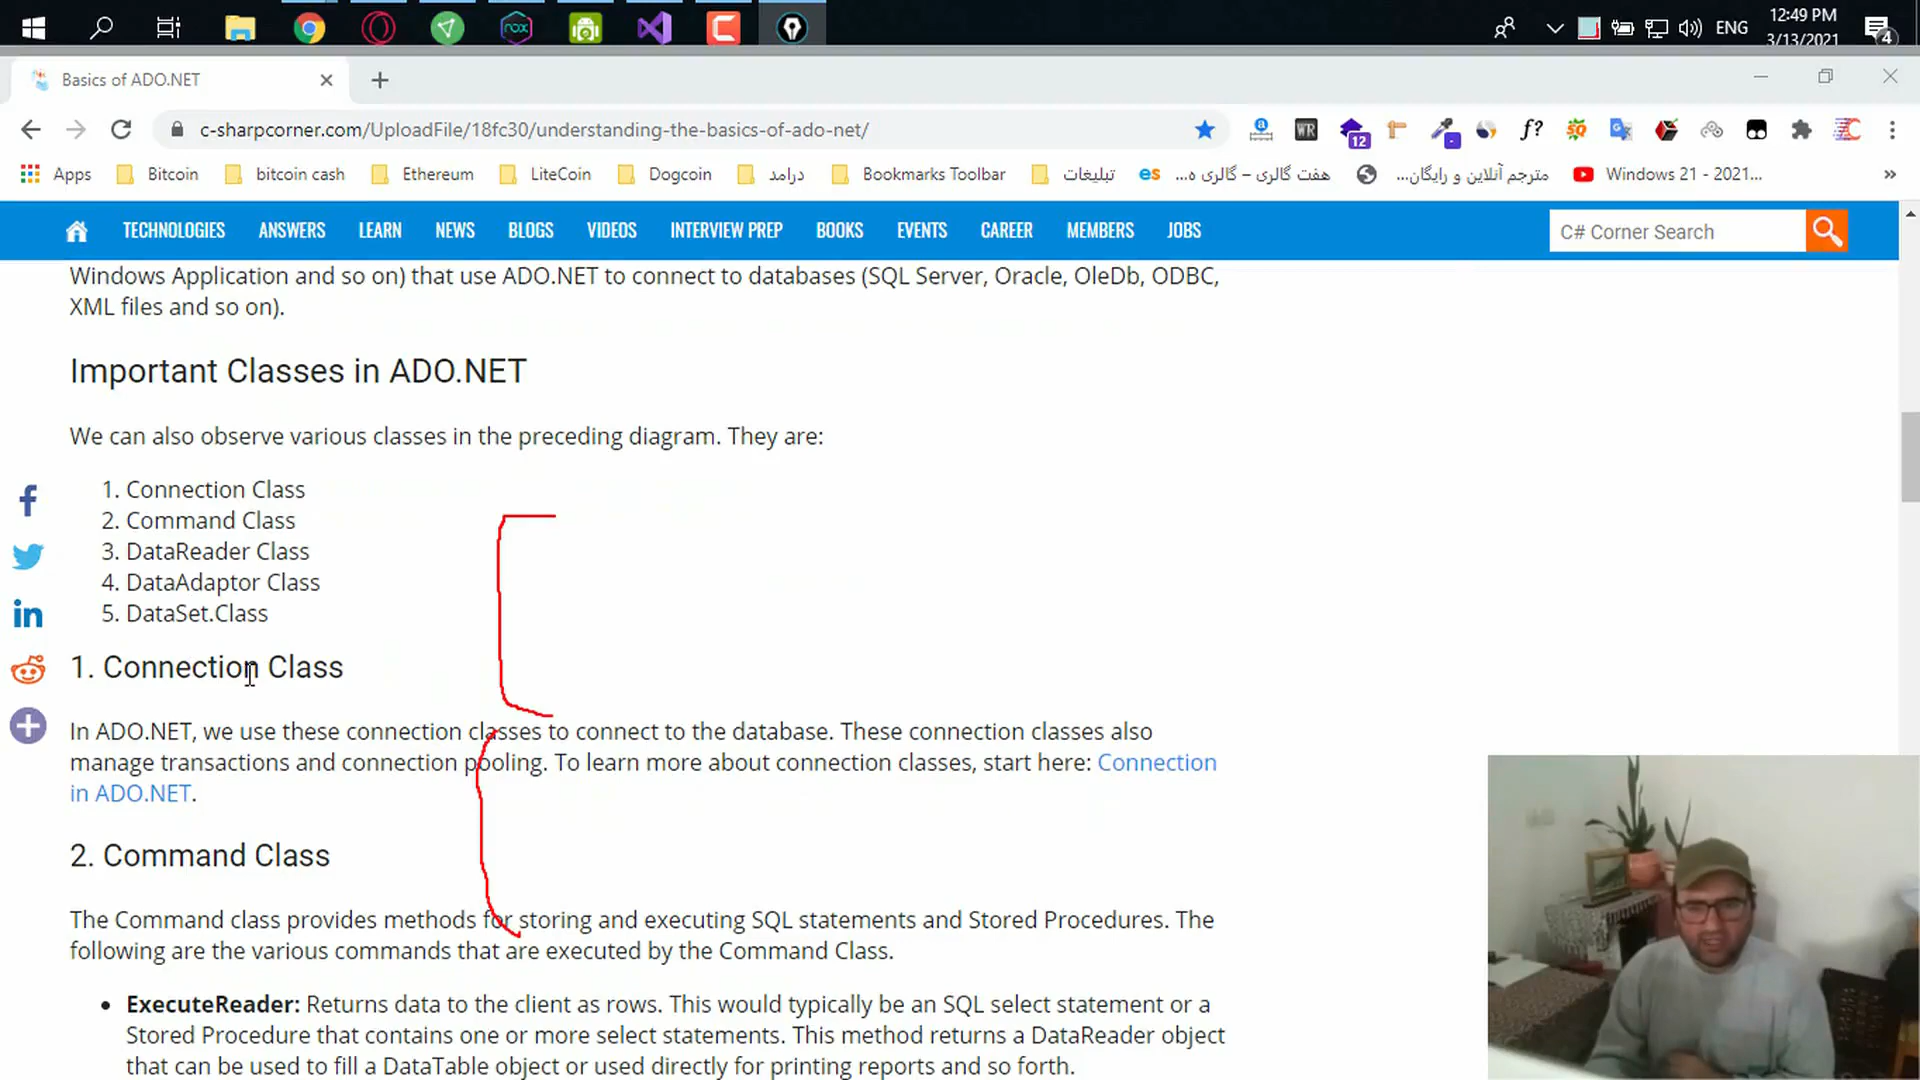 12:49 PM
ENG
3/13/2021
4
nox
Basics of ADO.NET
c-sharpcorner.com/UploadFile/18fc30/understanding-the-basics-of-ado-net/
a
WR
12
-
f?
SQ
Apps
Bitcoin
bitcoin cash
Ethereum
LiteCoin
Dogcoin
درامد
Bookmarks Toolbar
تبلیغات
es
هفت گالری – گالری ه...
مترجم آنلاین و رایگان...
Windows 21 - 2021...
»
TECHNOLOGIES
ANSWERS
LEARN
NEWS
BLOGS
VIDEOS
INTERVIEW PREP
BOOKS
EVENTS
CAREER
MEMBERS
JOBS
C# Corner Search
Windows Application and so on) that use ADO.NET to connect to databases (SQL Server, Oracle, OleDb, ODBC,
XML files and so on).
Important Classes in ADO.NET
We can also observe various classes in the preceding diagram. They are:
1. Connection Class
2. Command Class
3. DataReader Class
4. DataAdaptor Class
5. DataSet.Class
1. Connection Class
In ADO.NET, we use these connection classes to connect to the database. These connection classes also
manage transactions and connection pooling. To learn more about connection classes, start here: Connection
in ADO.NET.
2. Command Class
The Command class provides methods for storing and executing SQL statements and Stored Procedures. The
following are the various commands that are executed by the Command Class.
• ExecuteReader: Returns data to the client as rows. This would typically be an SQL select statement or a
Stored Procedure that contains one or more select statements. This method returns a DataReader object
that can be used to fill a DataTable object or used directly for printing reports and so forth.